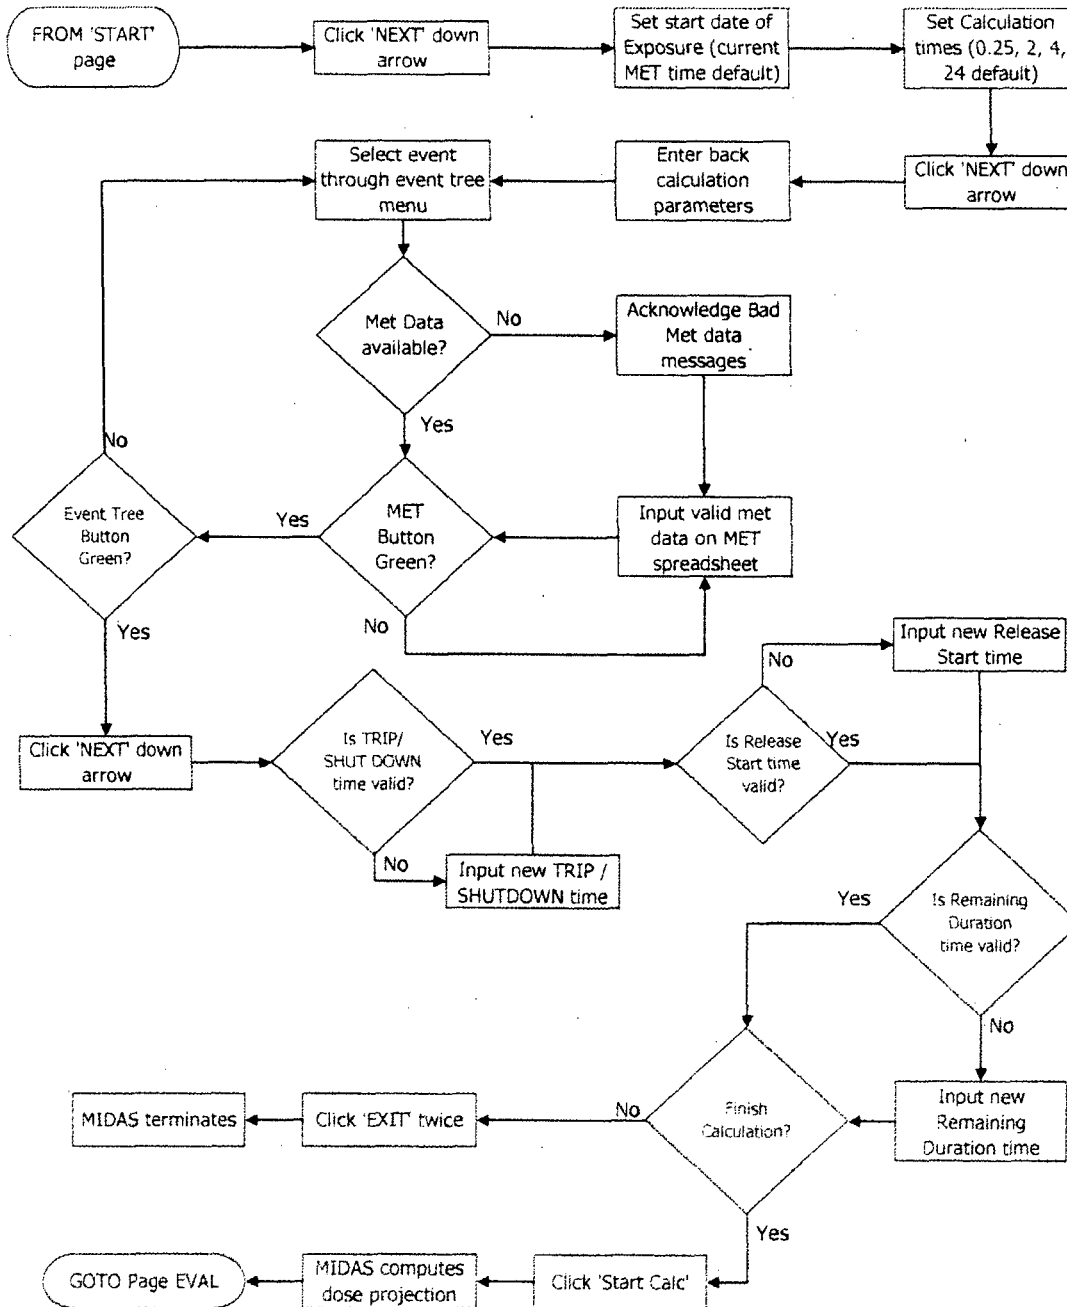 FROM 'START'
page
Click 'NEXT' down
arrow
Set start date of
Exposure (current
MET time default)
Set Calculation
times (0.25, 2, 4,
24 default)
Select event
through event tree
menu
Enter back
calculation
parameters
Click 'NEXT' down
arrow
Met Data
available?
No
Acknowledge Bad
Met data
messages
Yes
No
Event Tree
Button
Green?
Yes
MET
Button
Green?
Input valid met
data on MET
spreadsheet
Yes
No
Input new Release
Start time
No
Click 'NEXT' down
arrow
Is TRIP/
SHUT DOWN
time valid?
Yes
Is Release
Start time
valid?
Yes
No
Input new TRIP /
SHUTDOWN time
Yes
Is Remaining
Duration
time valid?
No
MIDAS terminates
Click 'EXIT' twice
No
Finish
Calculation?
Input new
Remaining
Duration time
Yes
GOTO Page EVAL
MIDAS computes
dose projection
Click 'Start Calc'